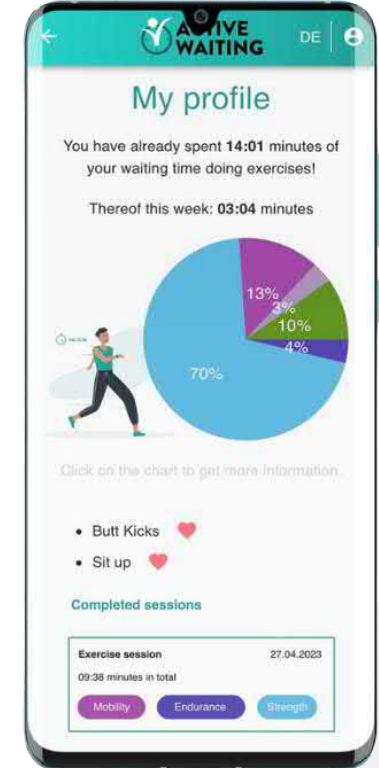 ACTIVE
WAITING
DE
My profile
You have already spent 14:01 minutes of
your waiting time doing exercises!
Thereof this week: 03:04 minutes
13%
3%
10%
4%
70%
Click on the chart to get more information.
Butt Kicks
Sit up
Completed sessions
Exercise session 27.04.2023
09:38 minutes in total
Mobility Endurance Strength